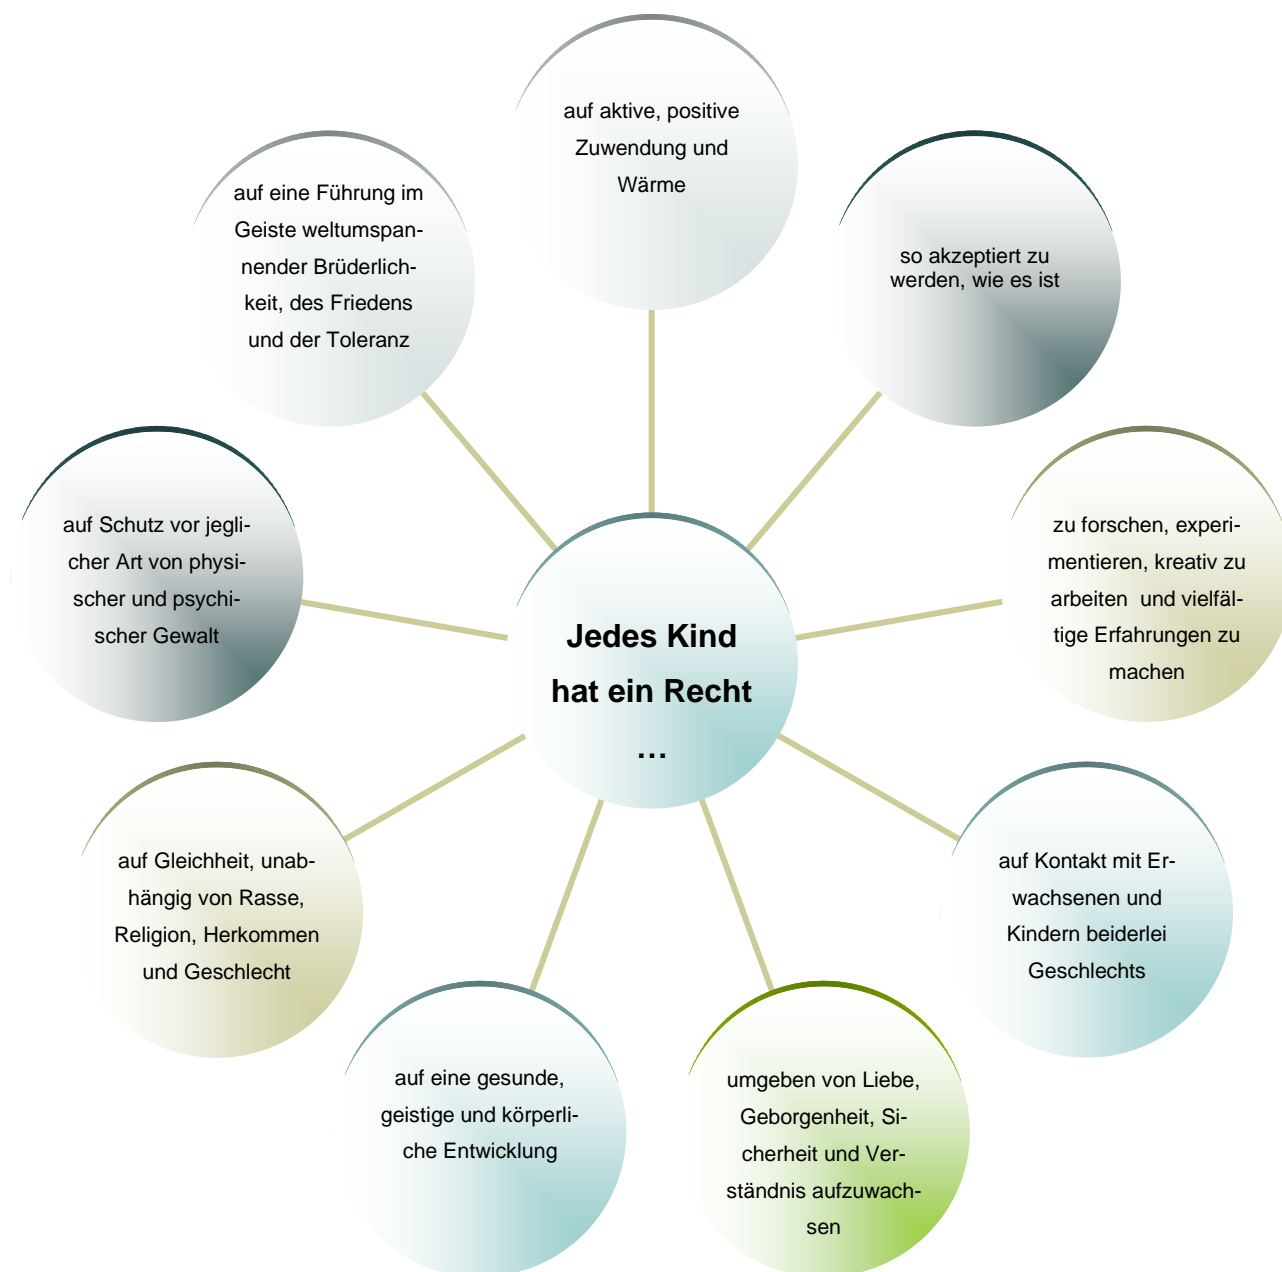 Jedes Kind
hat ein Recht
…
auf aktive, positive
Zuwendung und
Wärme
so akzeptiert zu
werden, wie es ist
zu forschen, experi-
mentieren, kreativ zu
arbeiten  und vielfäl-
tige Erfahrungen zu
machen
auf Kontakt mit Er-
wachsenen und
Kindern beiderlei
Geschlechts
umgeben von Liebe,
Geborgenheit, Si-
cherheit und Ver-
ständnis aufzuwach-
sen
auf eine gesunde,
geistige und körperli-
che Entwicklung
auf Gleichheit, unab-
hängig von Rasse,
Religion, Herkommen
und Geschlecht
auf Schutz vor jegli-
cher Art von physi-
scher und psychi-
scher Gewalt
auf eine Führung im
Geiste weltumspan-
nender Brüderlich-
keit, des Friedens
und der Toleranz